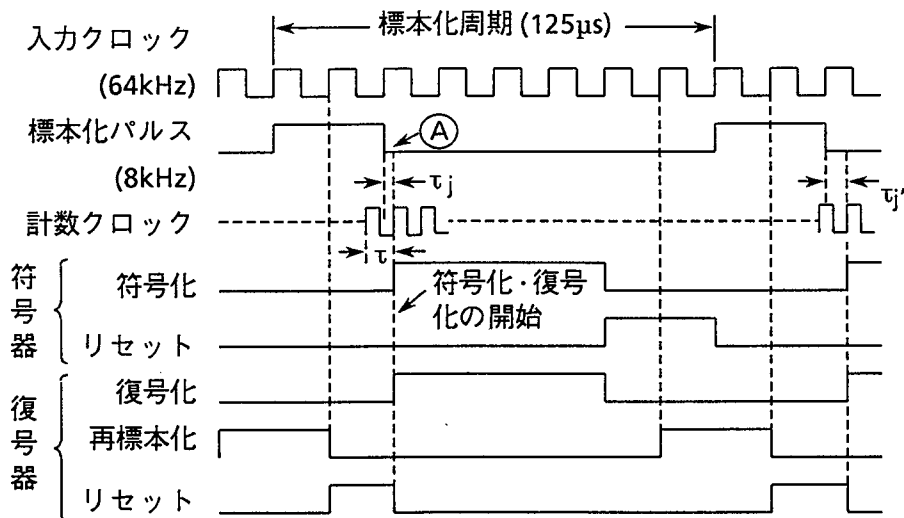 標本化周期 (125μs)
入力クロック
(64kHz)
標本化パルス
Ⓐ
(8kHz)
τj
τj'
計数クロック
τ
符号器
符号化
符号化・復号
化の開始
リセット
復号器
復号化
再標本化
リセット